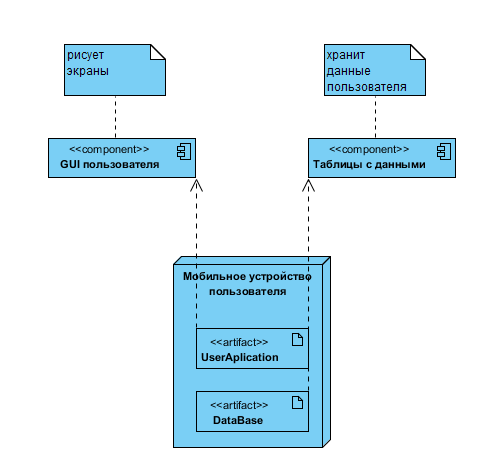 рисует
экраны
хранит
данные
пользователя
<<component>>
GUI пользователя
<<component>>
Таблицы с данными
Мобильное устройство
пользователя
<<artifact>>
UserAplication
<<artifact>>
DataBase